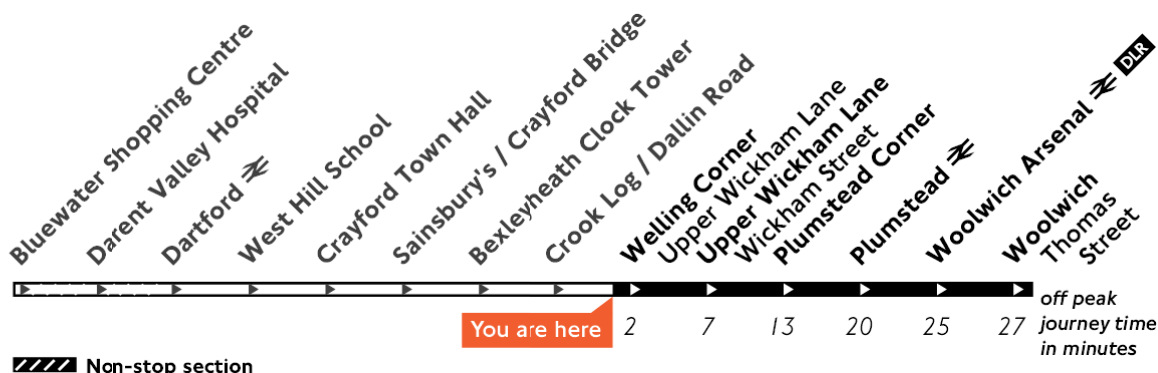 Bluewater Shopping Centre
Darent Valley Hospital
Dartford
West Hill School
Crayford Town Hall
Sainsbury's / Crayford Bridge
Bexleyheath Clock Tower
Crook Log / Dallin Road
Welling Corner
Upper Wickham Lane
Upper Wickham Lane
Wickham Street
Plumstead Corner
Plumstead
Woolwich Arsenal DLR
Woolwich
Thomas
Street
You are here
2 7 13 20 25 27
off peak
journey time
in minutes
Non-stop section